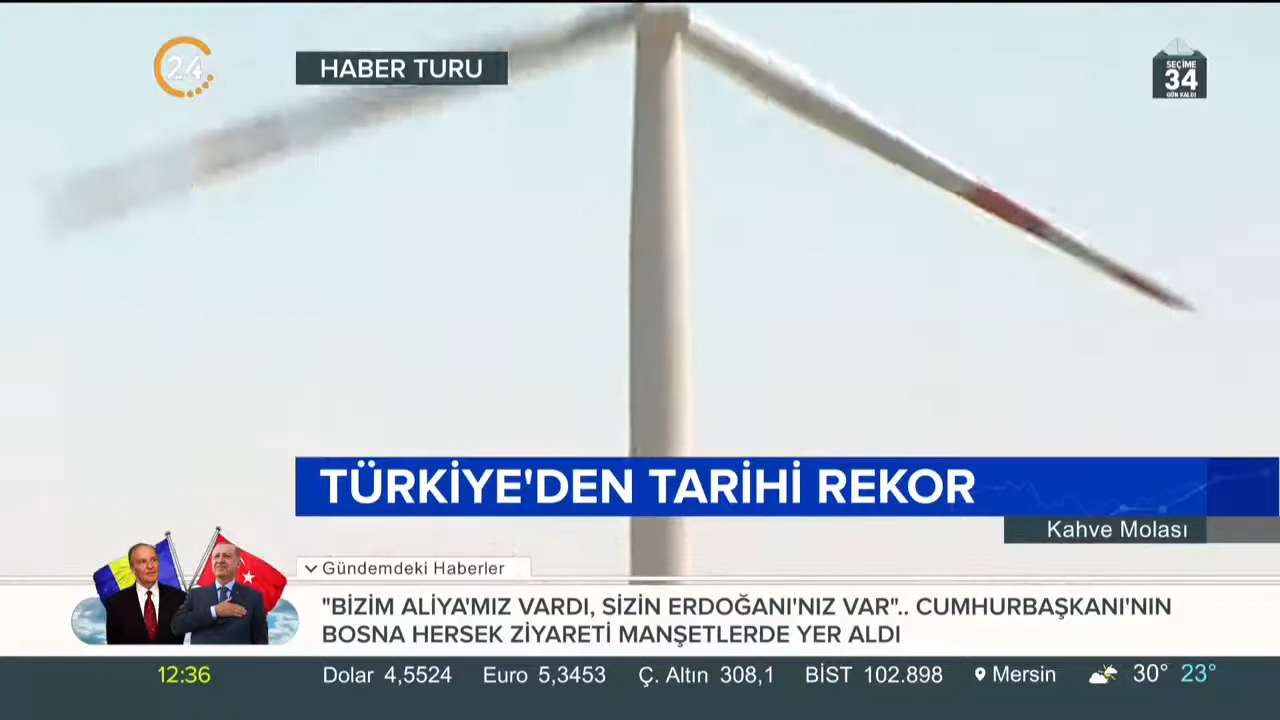 24
HABER TURU
SEÇİME
34
GÜN KALDI
TÜRKİYE'DEN TARİHİ REKOR
Kahve Molası
Gündemdeki Haberler
"BİZİM ALİYA'MIZ VARDI, SİZİN ERDOĞANI'NIZ VAR".. CUMHURBAŞKANI'NIN
BOSNA HERSEK ZİYARETİ MANŞETLERDE YER ALDI
12:36 Dolar 4,5524 Euro 5,3453 Ç. Altın 308,1 BİST 102.898 Mersin 30° 23°